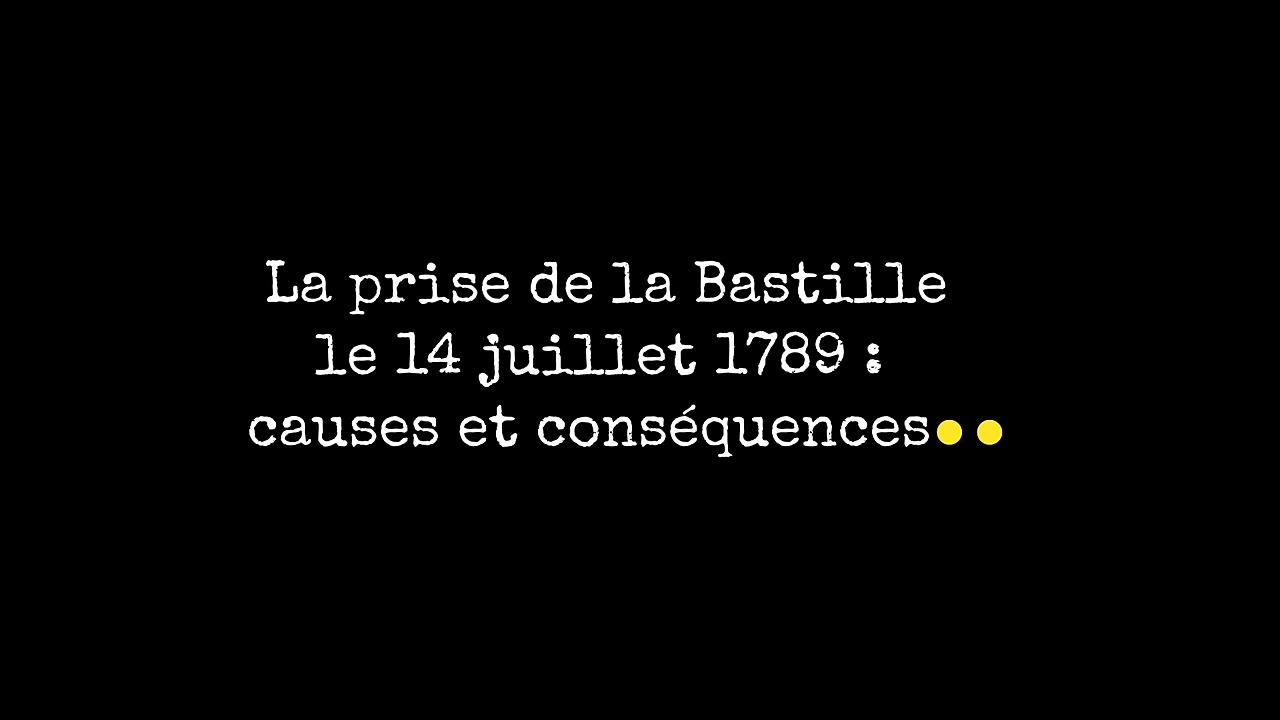 La prise de la Bastille
le 14 juillet 1789 :
causes et conséquences